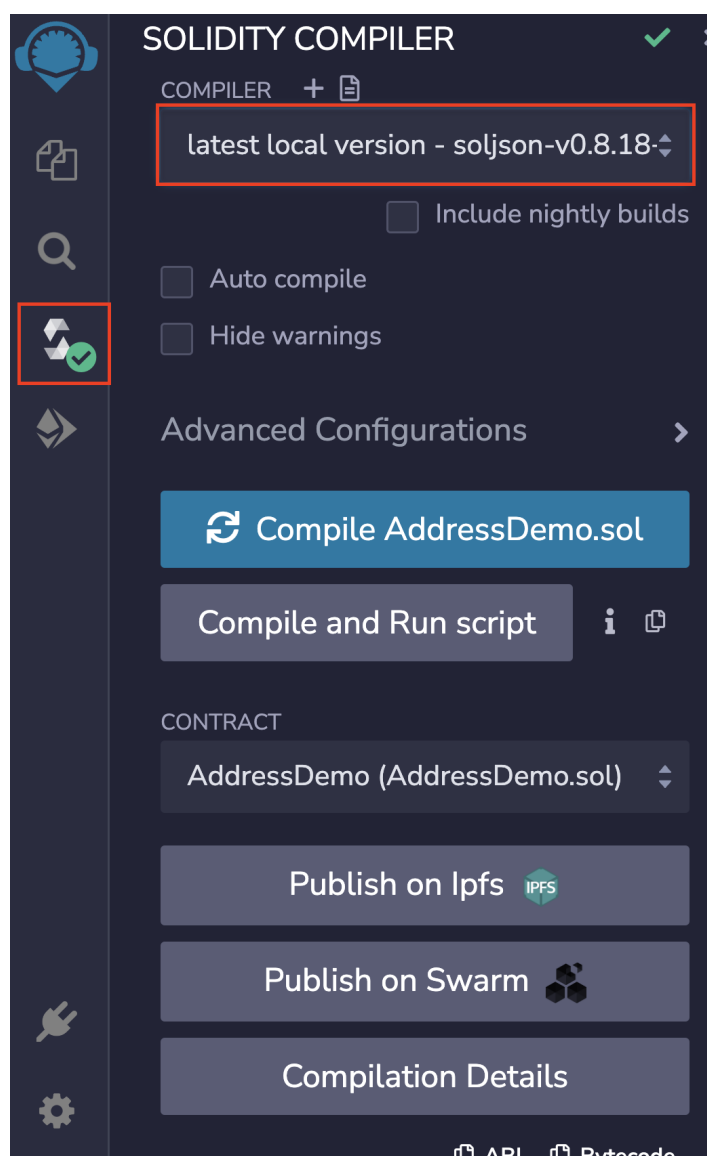 SOLIDITY COMPILER
COMPILER
latest local version - soljson-v0.8.18-
Include nightly builds
Auto compile
Hide warnings
Advanced Configurations
Compile AddressDemo.sol
Compile and Run script
CONTRACT
AddressDemo (AddressDemo.sol)
Publish on Ipfs IPFS
Publish on Swarm
Compilation Details
ABI Bytecode